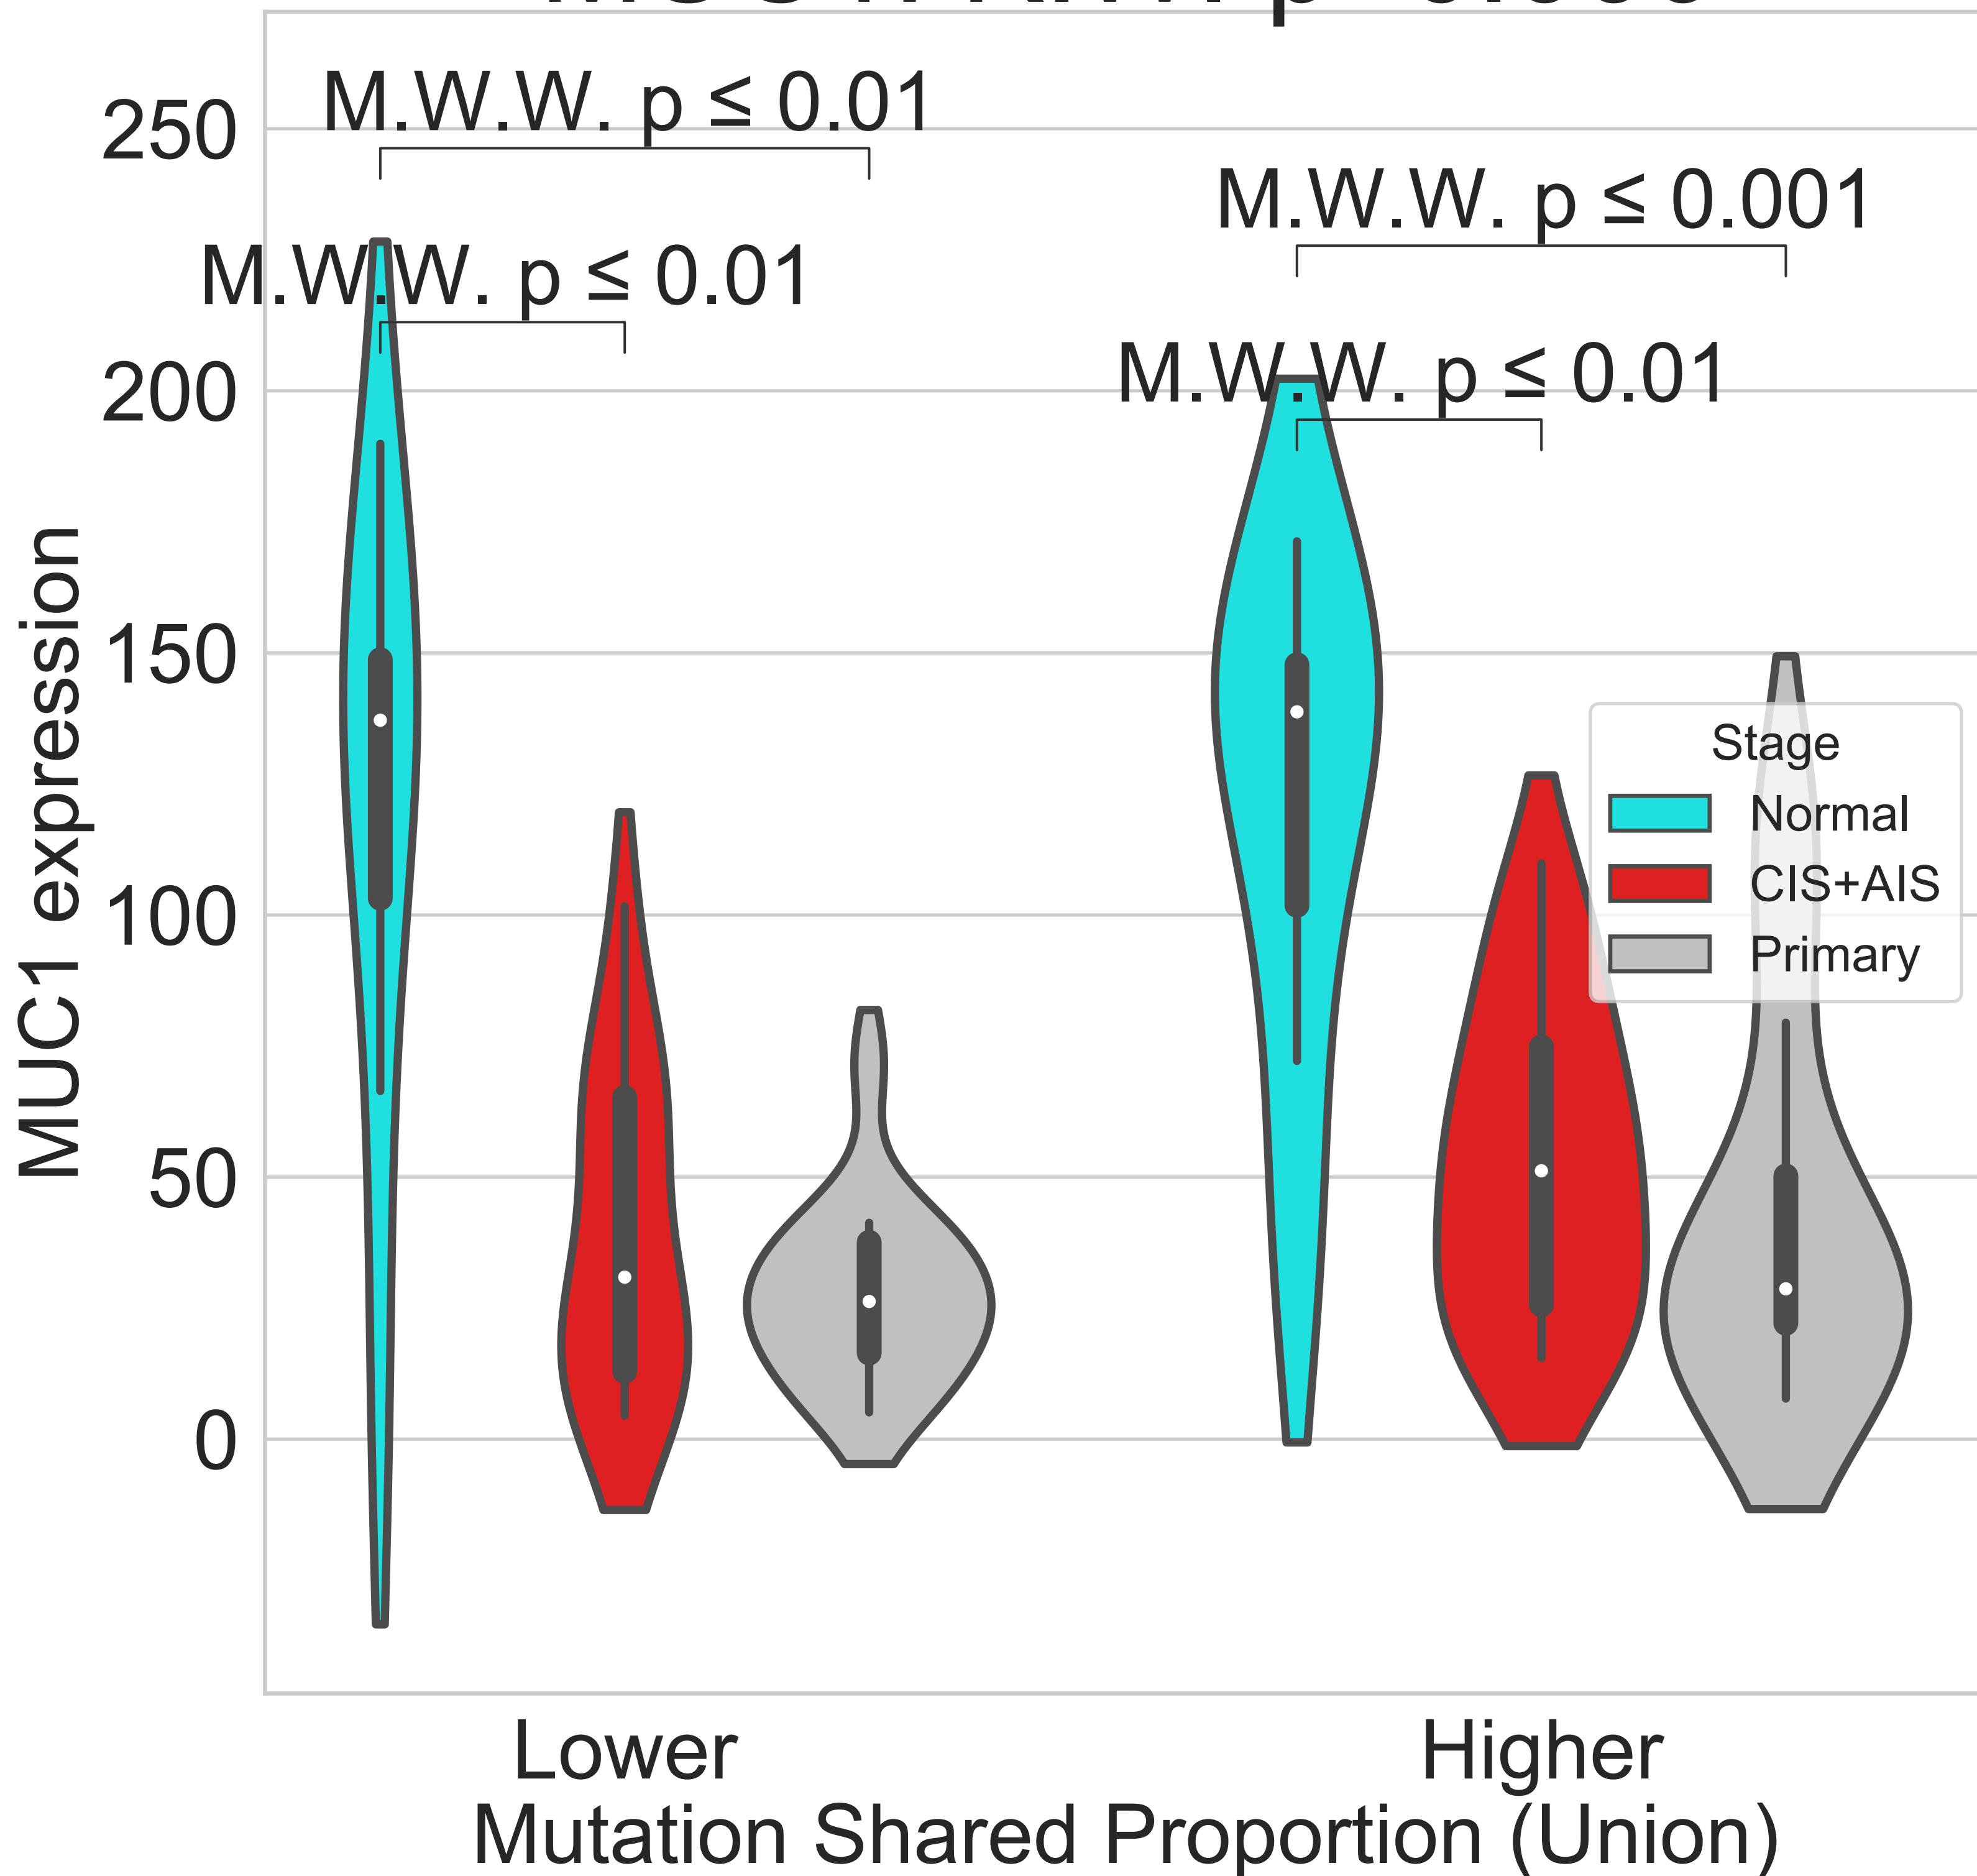 M.W.W. p ≤ 0.01
M.W.W. p ≤ 0.001
M.W.W. p ≤ 0.01
M.W.W. p ≤ 0.01
250
200
150
100
50
0
MUC1 expression
Stage
Normal
CIS+AIS
Primary
Lower
Higher
Mutation Shared Proportion (Union)